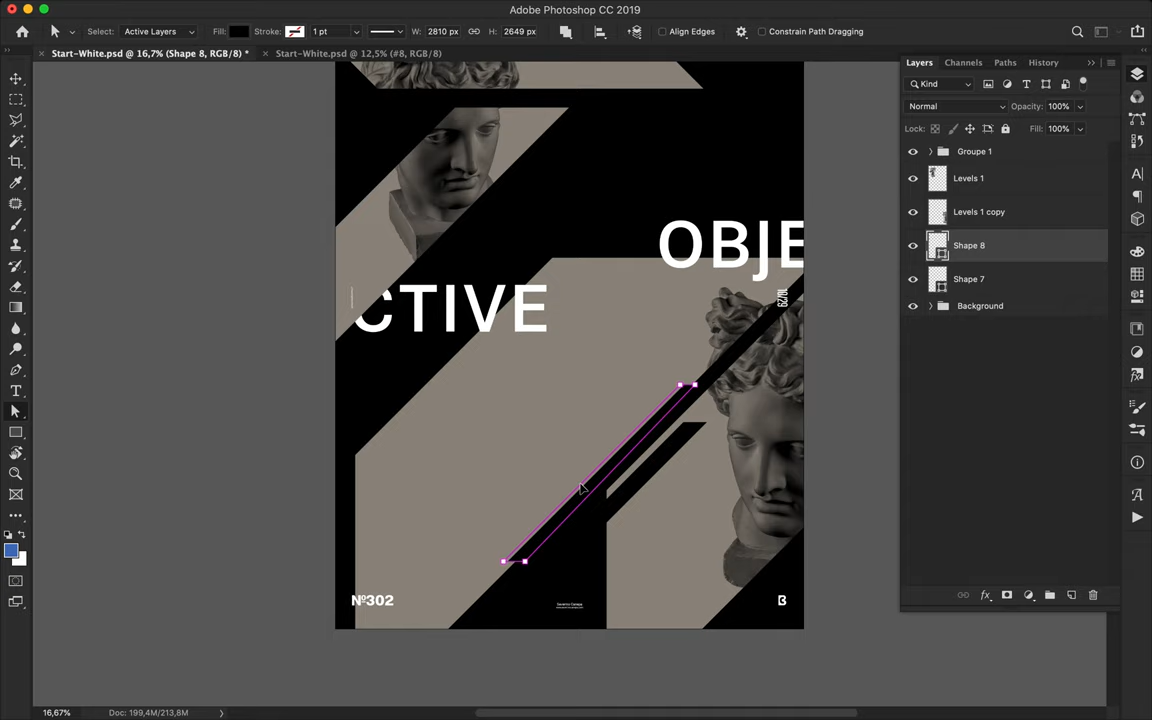 Adobe Photoshop CC 2019
Select: Active Layers Fill: Stroke: 1 pt W: 2810 px H: 2649 px Align Edges Constrain Path Dragging
Start-White.psd @ 16,7% (Shape 8, RGB/8) * Start-White.psd @ 12,5% (#8, RGB/8)
Layers Channels Paths History
Kind
Normal Opacity: 100%
Lock: Fill: 100%
Groupe 1
Levels 1
Levels 1 copy
Shape 8
Shape 7
Background
OBJE
CTIVE
10/29
Nº302
16,67% Doc: 199,4M/213,8M